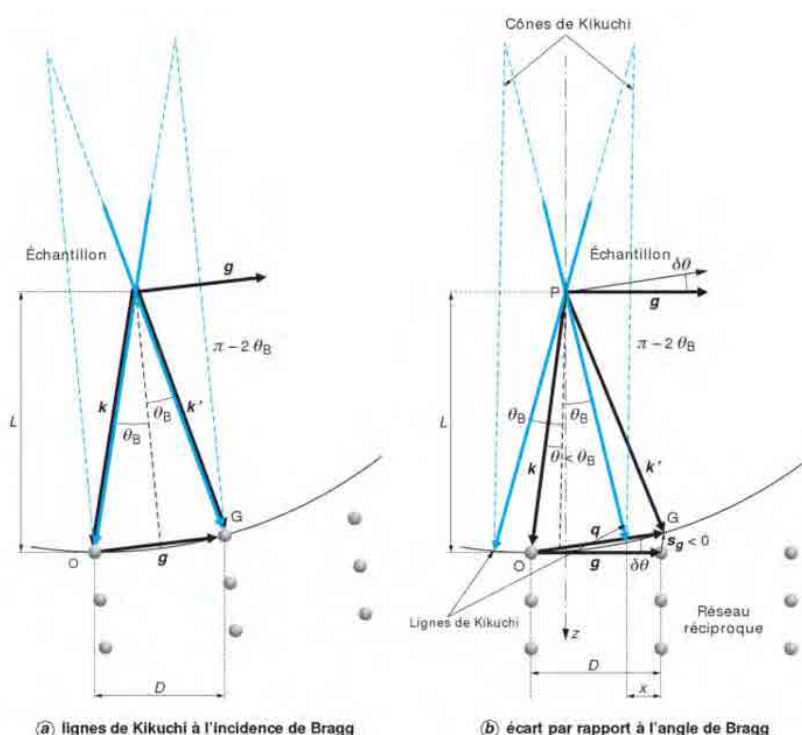 Cônes de Kikuchi
Échantillon
g
π – 2 θB
L
k
k'
θB
θB
G
O
g
D
(a) lignes de Kikuchi à l'incidence de Bragg
Échantillon
P
δθ
g
π – 2 θB
L
θB
θB
k
θ < θB
k'
q
G
sg < 0
O
g
δθ
Lignes de Kikuchi
z
Réseau
réciproque
D
x
(b) écart par rapport à l'angle de Bragg